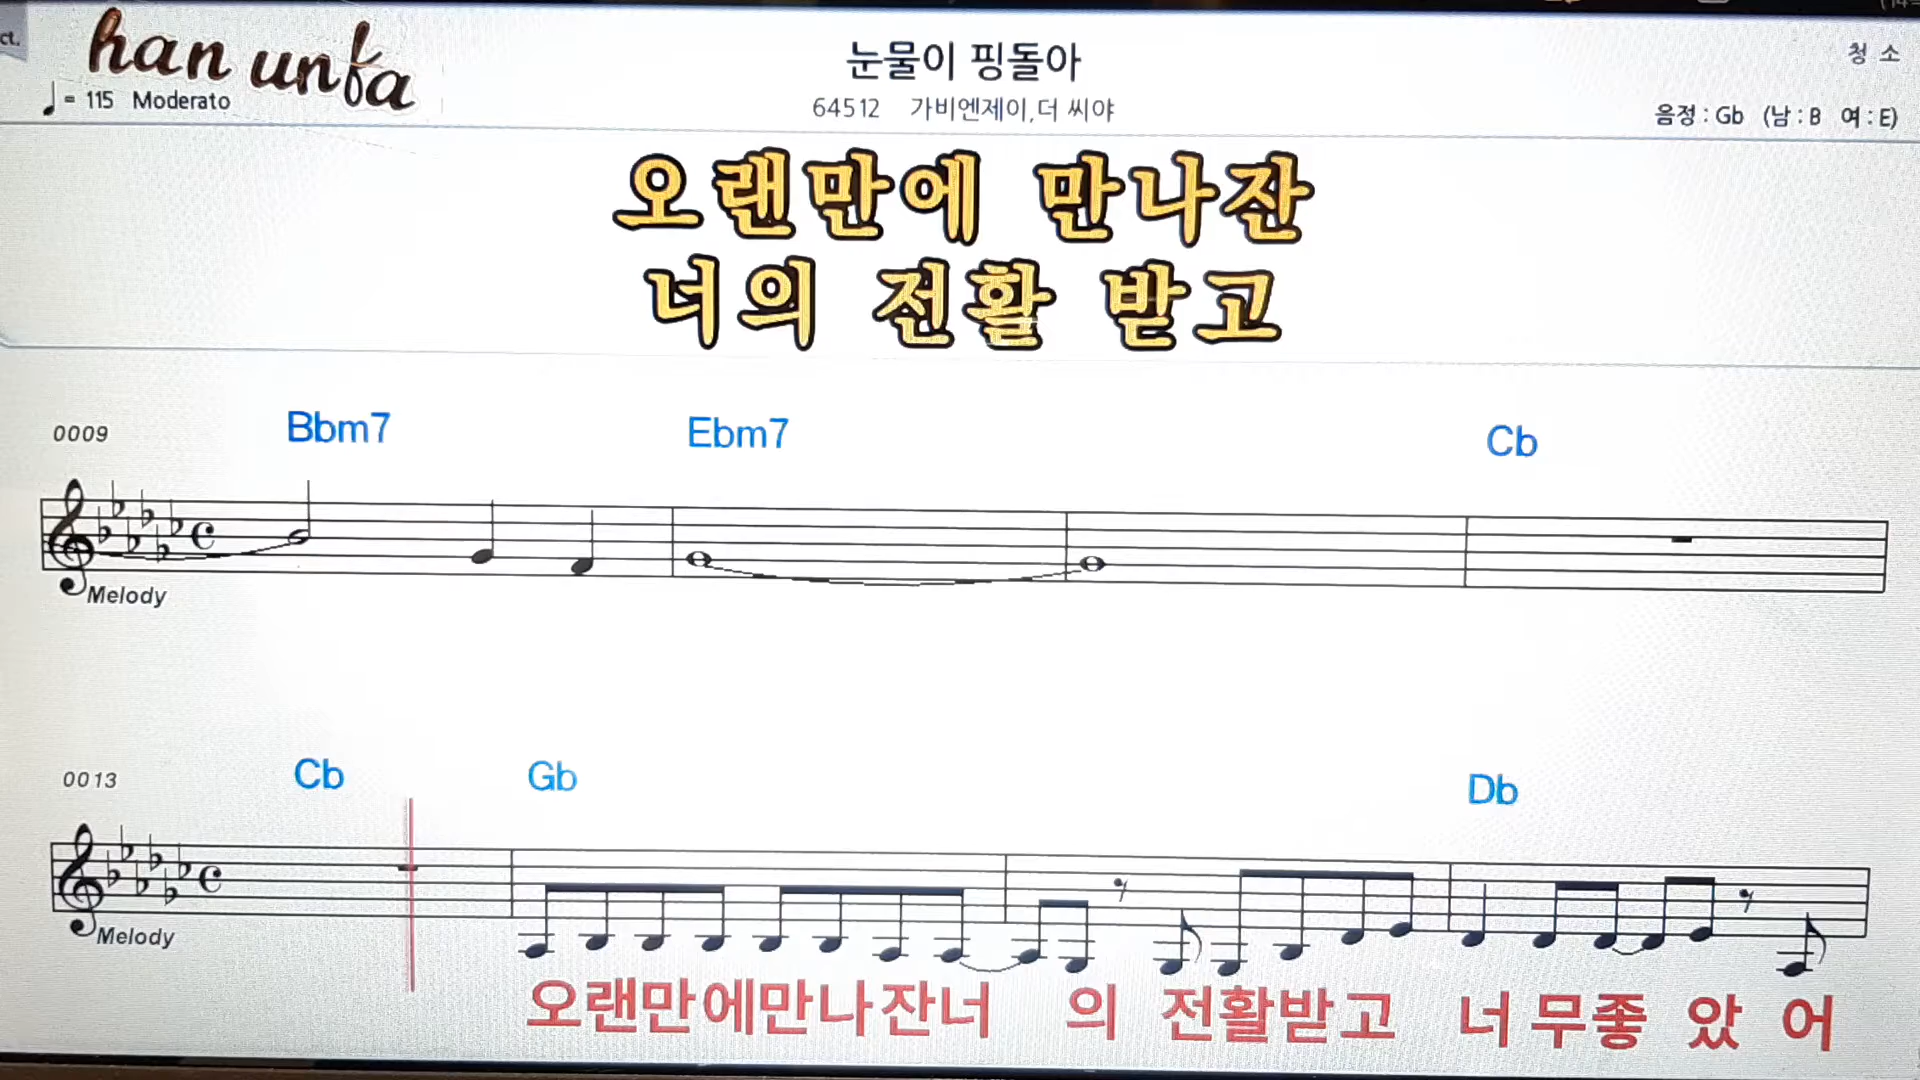 ct.
han unfa
♩= 115 Moderato
눈물이 핑돌아
64512 가비엔제이,더 씨야
청 소
음정 : Gb (남 : B 여 : E)
오랜만에 만나잔
너의 전활 받고
0009 Bbm7 Ebm7 Cb
Melody
0013 Cb Gb Db
Melody
오랜만에만나잔너 의 전활받고 너무좋 았 어